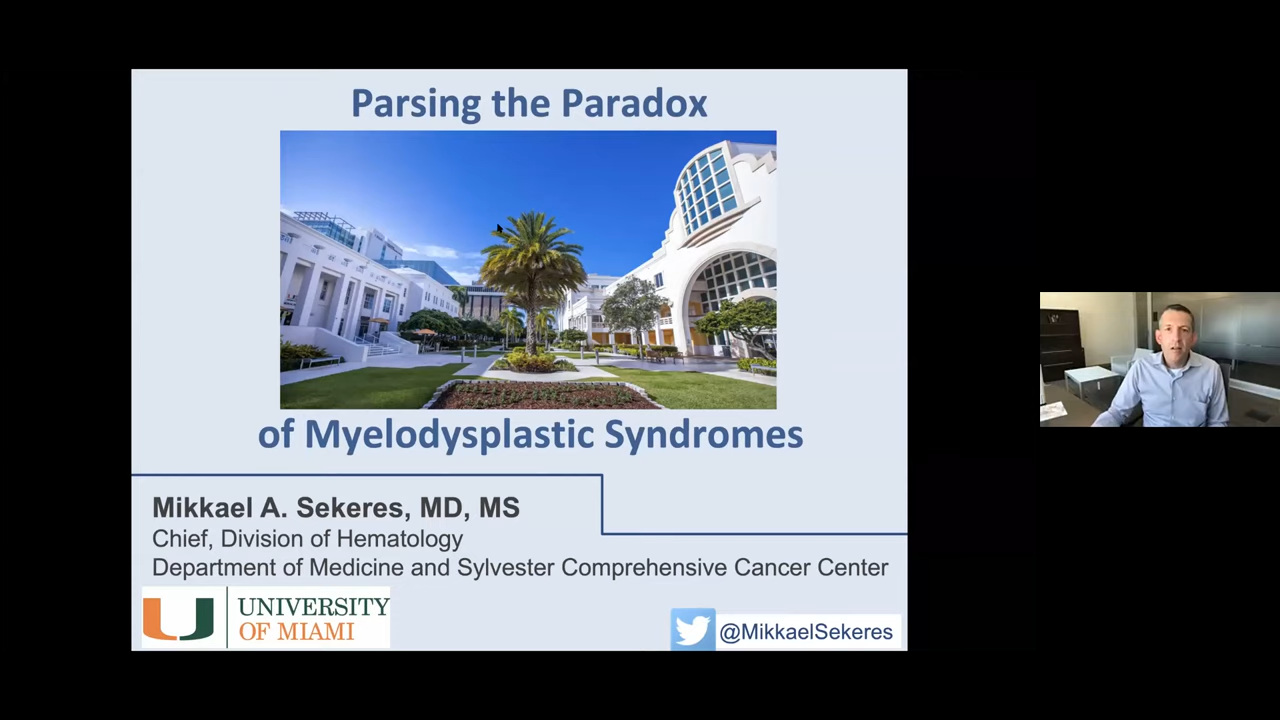 Parsing the Paradox
of Myelodysplastic Syndromes
Mikkael A. Sekeres, MD, MS
Chief, Division of Hematology
Department of Medicine and Sylvester Comprehensive Cancer Center
UNIVERSITY
OF MIAMI
@MikkaelSekeres